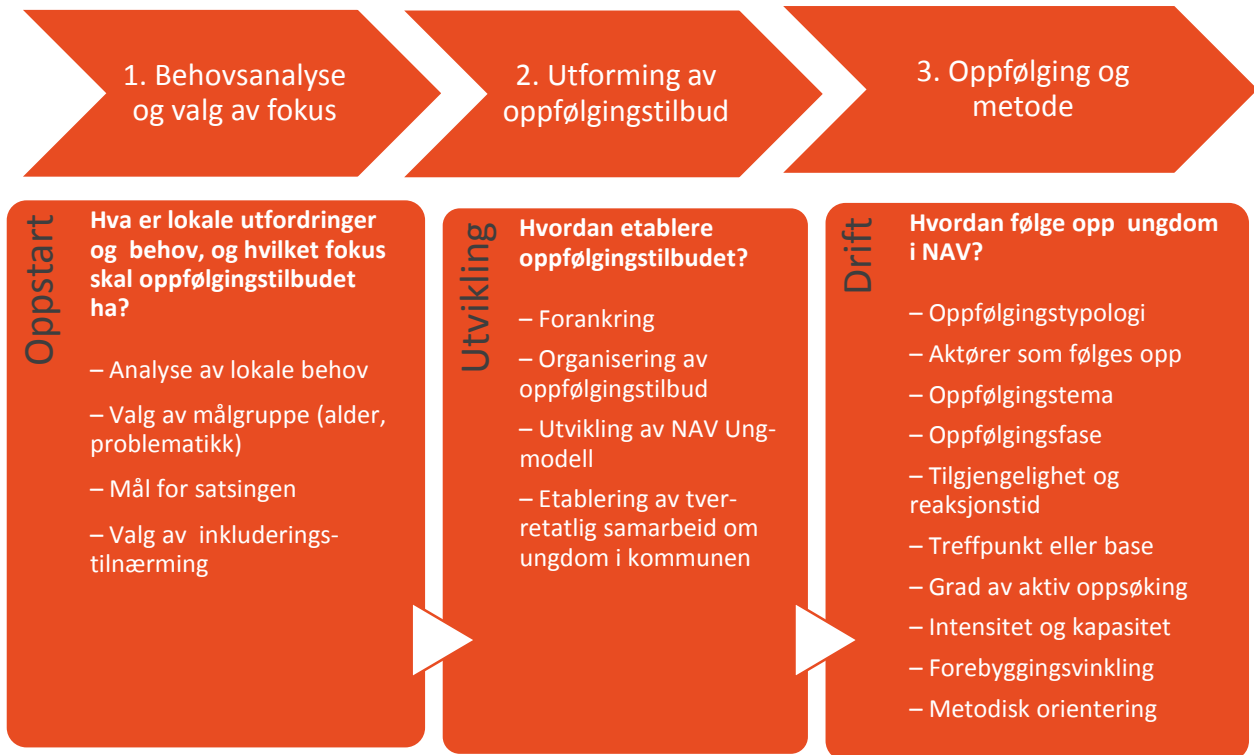 1. Behovsanalyse
og valg av fokus
2. Utforming av
oppfølgingstilbud
3. Oppfølging og
metode
Oppstart
Hva er lokale utfordringer
og behov, og hvilket fokus
skal oppfølgingstilbudet
ha?
– Analyse av lokale behov
– Valg av målgruppe (alder,
problematikk)
– Mål for satsingen
– Valg av inkluderings-
tilnærming
Utvikling
Hvordan etablere
oppfølgingstilbudet?
– Forankring
– Organisering av
oppfølgingstilbud
– Utvikling av NAV Ung-
modell
– Etablering av tver-
retatlig samarbeid om
ungdom i kommunen
Drift
Hvordan følge opp ungdom
i NAV?
– Oppfølgingstypologi
– Aktører som følges opp
– Oppfølgingstema
– Oppfølgingsfase
– Tilgjengelighet og
reaksjonstid
– Treffpunkt eller base
– Grad av aktiv oppsøking
– Intensitet og kapasitet
– Forebyggingsvinkling
– Metodisk orientering